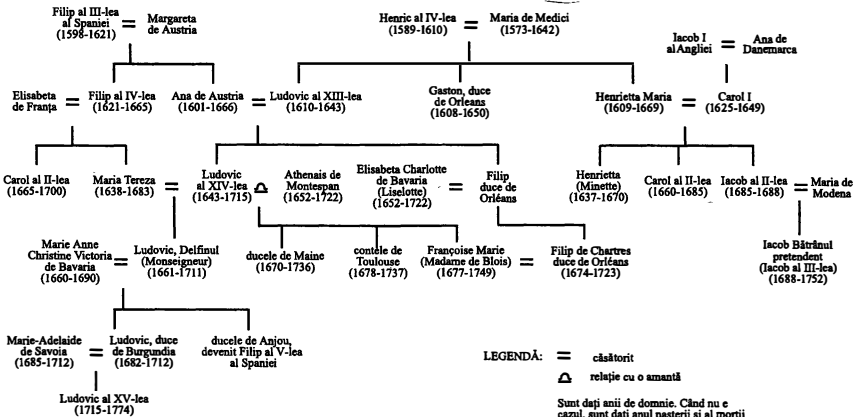 Filip al III-lea
al Spaniei
(1598-1621)
=
Margareta
de Austria
Henric al IV-lea
(1589-1610)
=
Maria de Medici
(1573-1642)
Iacob I
al Angliei
=
Ana de
Danemarca
Elisabeta
de Franța
=
Filip al IV-lea
(1621-1665)
Ana de Austria
(1601-1666)
=
Ludovic al XIII-lea
(1610-1643)
Gaston, duce
de Orleans
(1608-1650)
Henrietta Maria
(1609-1669)
=
Carol I
(1625-1649)
Carol al II-lea
(1665-1700)
Maria Tereza
(1638-1683)
=
Ludovic
al XIV-lea
(1643-1715)
Athenais de
Montespan
(1652-1722)
Elisabeta Charlotte
de Bavaria
(Liselotte)
(1652-1722)
=
Filip
duce de
Orléans
Henrietta
(Minette)
(1637-1670)
Carol al II-lea
(1660-1685)
Iacob al II-lea
(1685-1688)
=
Maria de
Modena
Marie Anne
Christine Victoria
de Bavaria
(1660-1690)
=
Ludovic, Delfinul
(Monseigneur)
(1661-1711)
ducele de Maine
(1670-1736)
contele de
Toulouse
(1678-1737)
Françoise Marie
(Madame de Blois)
(1677-1749)
=
Filip de Chartres
duce de Orléans
(1674-1723)
Iacob Bătrânul
pretendent
(Iacob al III-lea)
(1688-1752)
Marie-Adelaide
de Savoia
(1685-1712)
=
Ludovic, duce
de Burgundia
(1682-1712)
ducele de Anjou,
devenit Filip al V-lea
al Spaniei
Ludovic al XV-lea
(1715-1774)
LEGENDĂ: = căsătorit
relație cu o amantă
Sunt dați anii de domnie. Când nu e
cazul, sunt dați anul nașterii și al morții